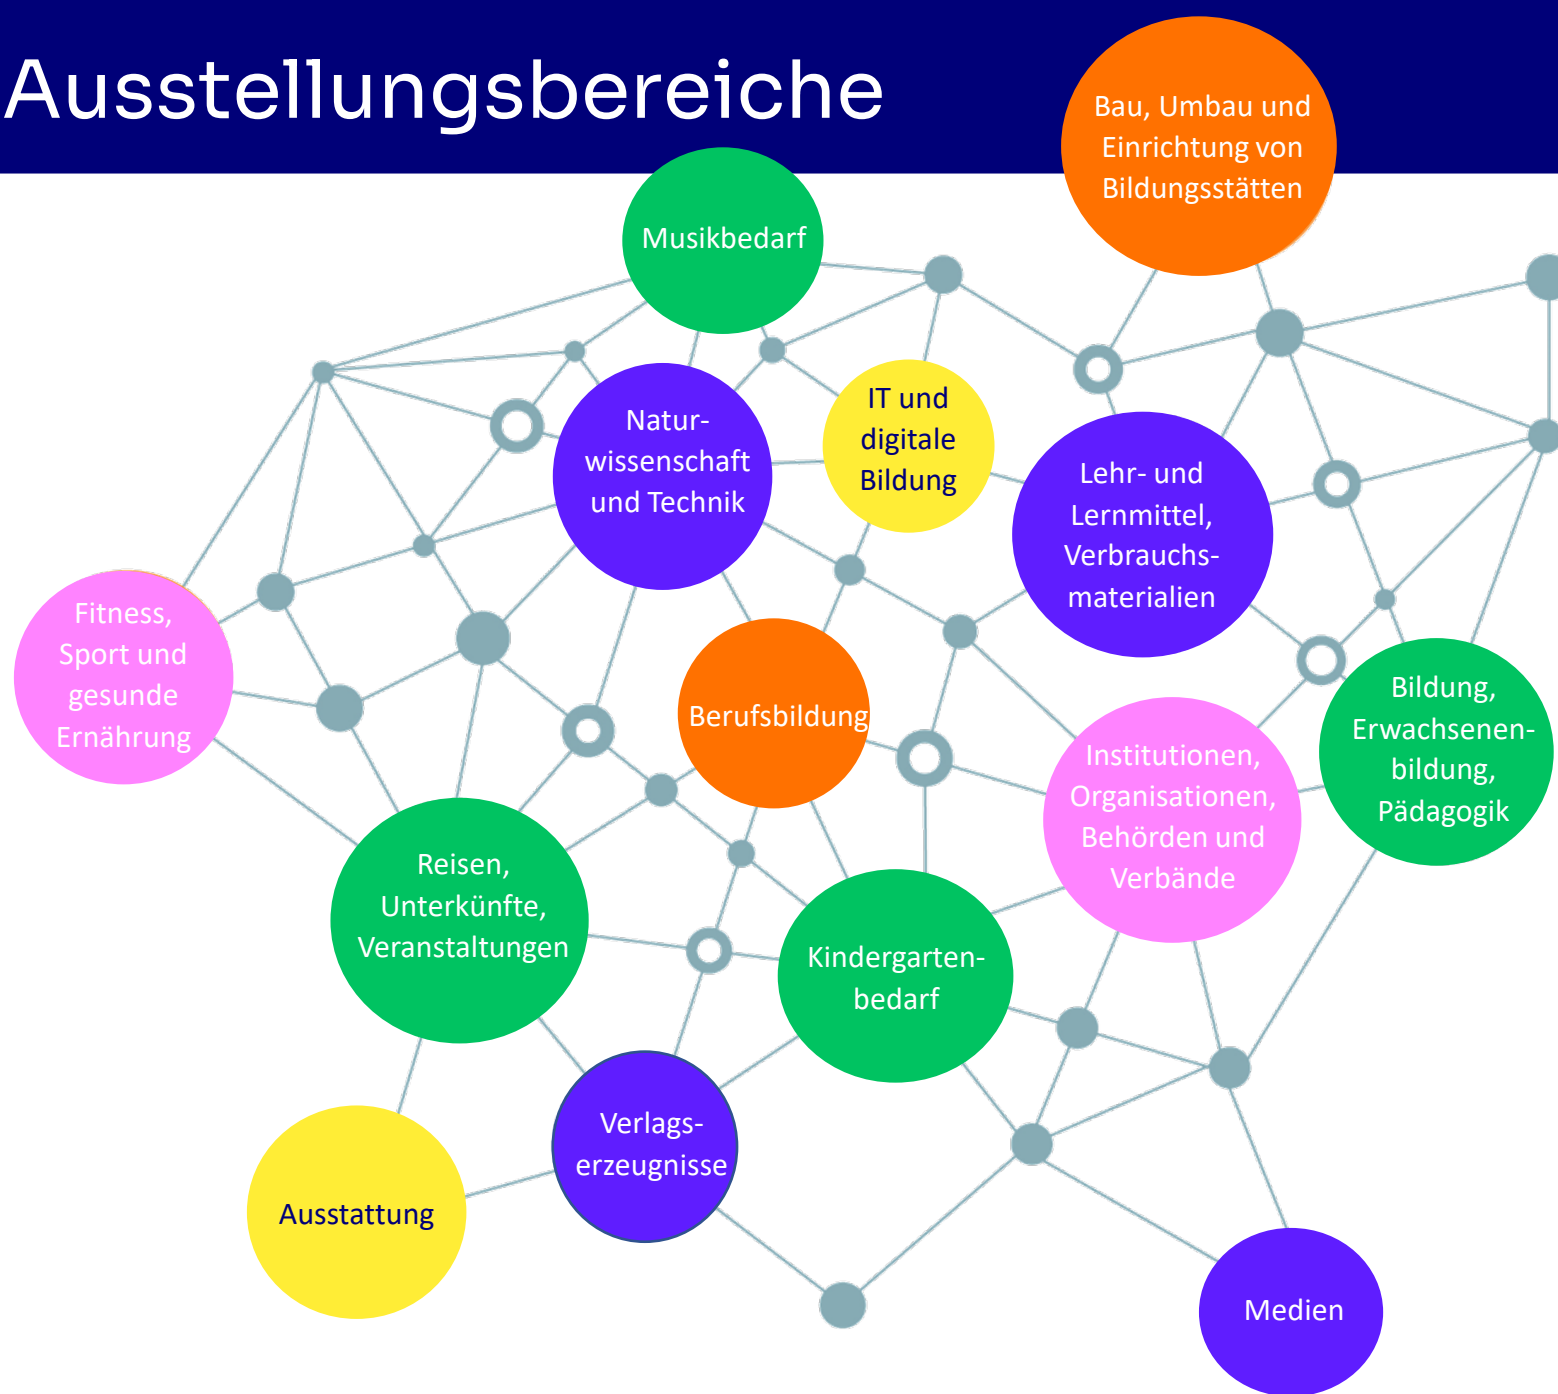 Ausstellungsbereiche
Bau, Umbau und
Einrichtung von
Bildungsstätten
Musikbedarf
IT und
digitale
Bildung
Natur-
wissenschaft
und Technik
Lehr- und
Lernmittel,
Verbrauchs-
materialien
Fitness,
Sport und
gesunde
Ernährung
Berufsbildung
Bildung,
Erwachsenen-
bildung,
Pädagogik
Institutionen,
Organisationen,
Behörden und
Verbände
Reisen,
Unterkünfte,
Veranstaltungen
Kindergarten-
bedarf
Verlags-
erzeugnisse
Ausstattung
Medien